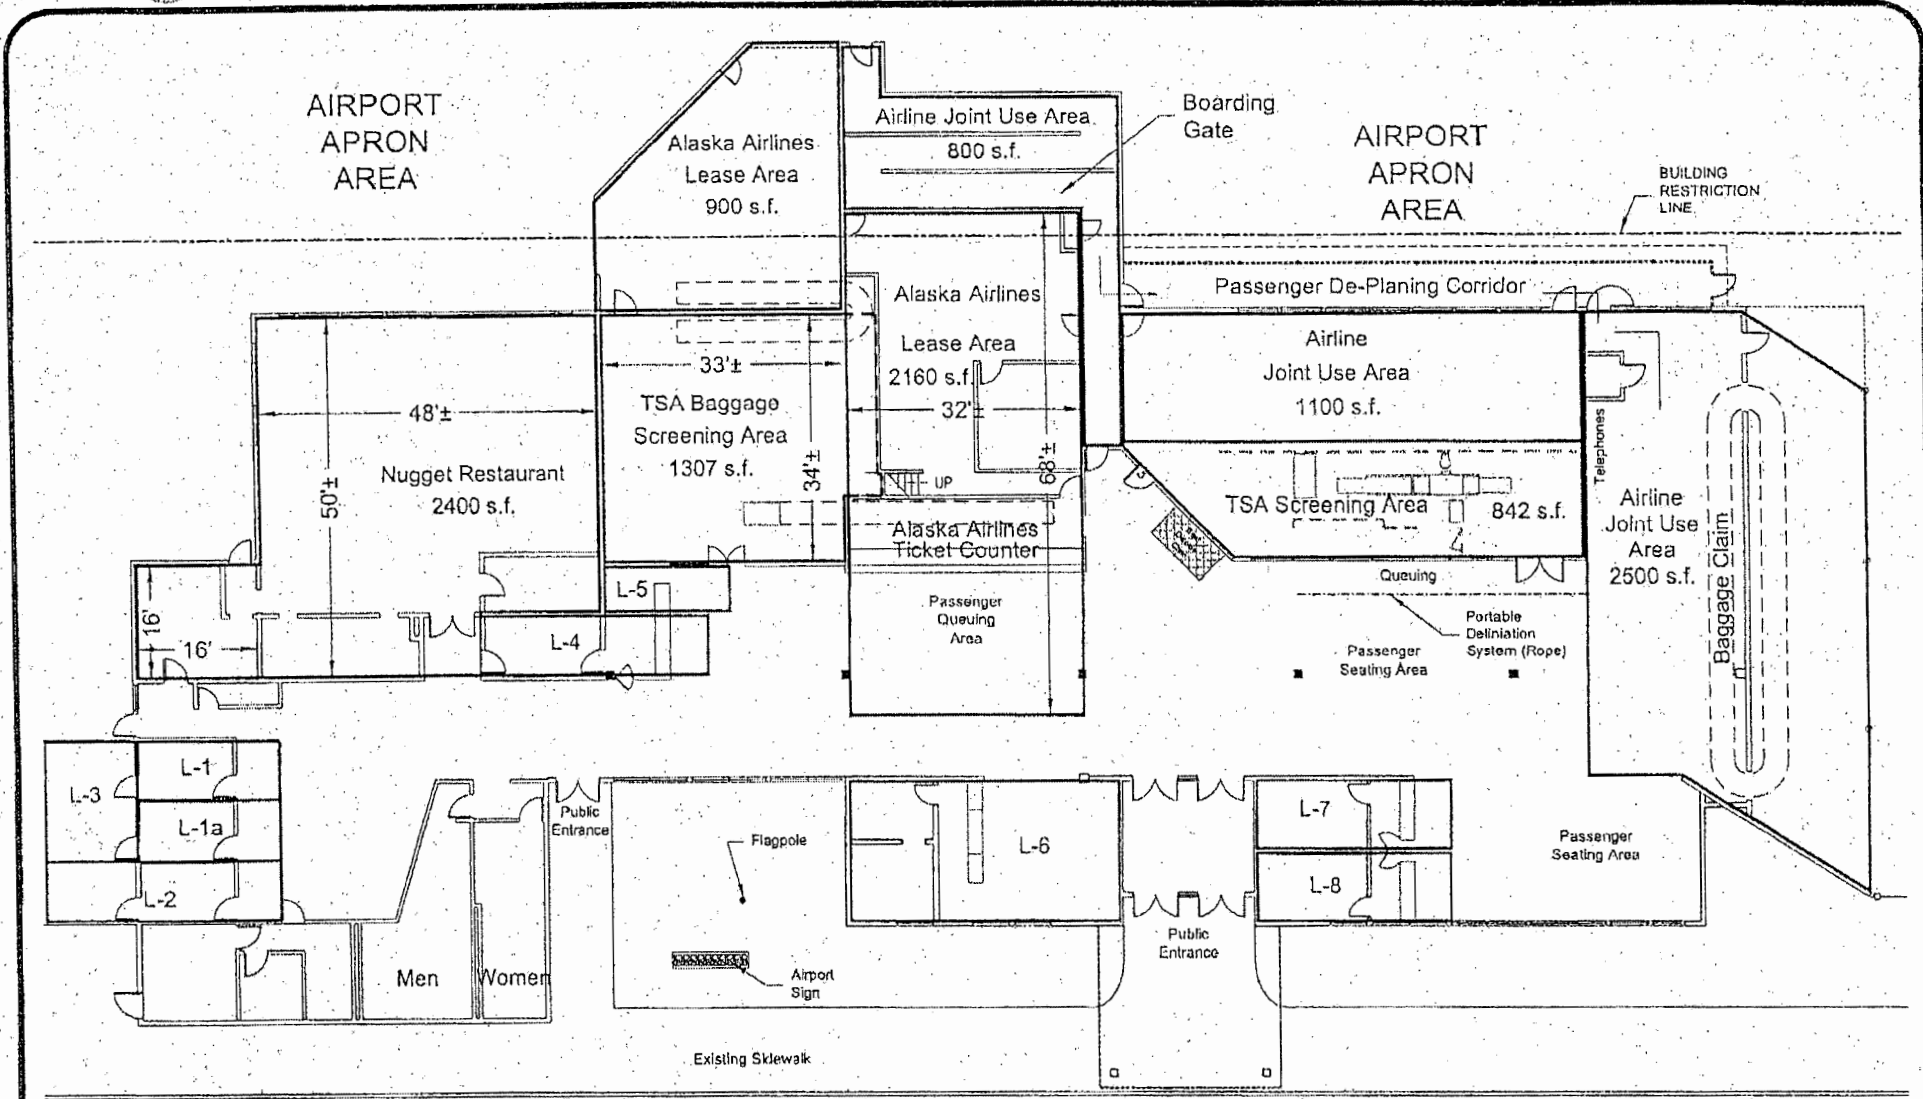 AIRPORT
APRON
AREA
Alaska Airlines
Lease Area
900 s.f.
Airline Joint Use Area
800 s.f.
Boarding
Gate
AIRPORT
APRON
AREA
BUILDING
RESTRICTION
LINE
Passenger De-Planing Corridor
Alaska Airlines
Lease Area
2160 s.f.
32'±
68'±
UP
33'±
34'±
TSA Baggage
Screening Area
1307 s.f.
48'±
50'±
Nugget Restaurant
2400 s.f.
Airline
Joint Use Area
1100 s.f.
TSA Screening Area
842 s.f.
Telephones
Airline
Joint Use
Area
2500 s.f.
Baggage Claim
Alaska Airlines
Ticket Counter
Queuing
Portable
Deliniation
System (Rope)
Passenger
Seating Area
Passenger
Queuing
Area
16'
16'
L-5
L-4
L-1
L-3
L-1a
L-2
Public
Entrance
Flagpole
L-6
L-7
L-8
Passenger
Seating Area
Men
Women
Airport
Sign
Public
Entrance
Existing Sidewalk